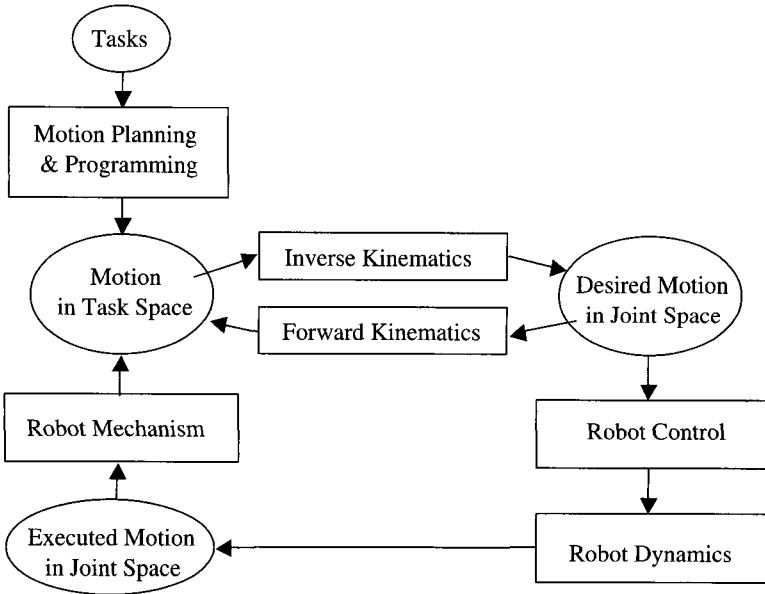 Tasks
Motion Planning
& Programming
Motion
in Task Space
Inverse Kinematics
Forward Kinematics
Desired Motion
in Joint Space
Robot Mechanism
Robot Control
Executed Motion
in Joint Space
Robot Dynamics